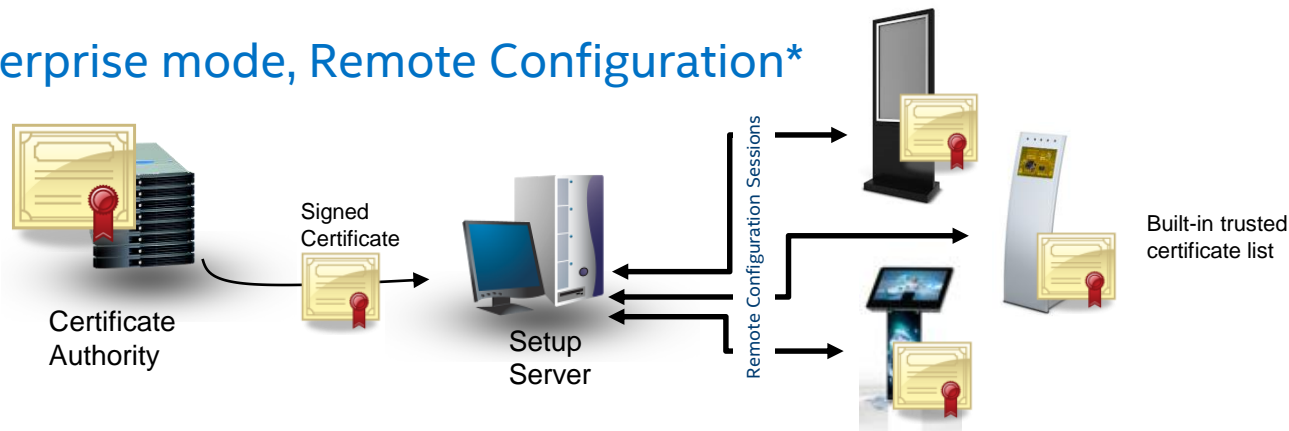 erprise mode, Remote Configuration*
Signed
Certificate
Certificate
Authority
Setup
Server
Remote Configuration Sessions
Built-in trusted
certificate list